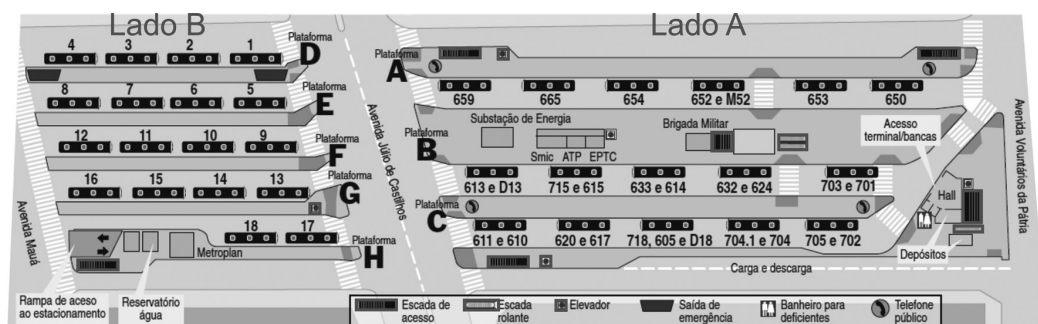 Lado B
Lado A
4 3 2 1
Plataforma
D
8 7 6 5
Plataforma
E
12 11 10 9
Plataforma
F
16 15 14 13
Plataforma
G
18 17
Plataforma
H
Metroplan
Avenida Mauá
Rampa de aceso
ao estacionamento
Reservatório
água
Avenida Júlio de Castilhos
Plataforma
A
659 665 654 652 e M52 653 650
Plataforma
B
Substação de Energia
Smic ATP EPTC
Brigada Militar
Acesso
terminal/bancas
613 e D13 715 e 615 633 e 614 632 e 624 703 e 701
Plataforma
C
611 e 610 620 e 617 718, 605 e D18 704.1 e 704 705 e 702
Hall
Depósitos
Carga e descarga
Avenida Voluntários da Pátria
Escada de
acesso
Escada
rolante
Elevador
Saída de
emergência
Banheiro para
deficientes
Telefone
público